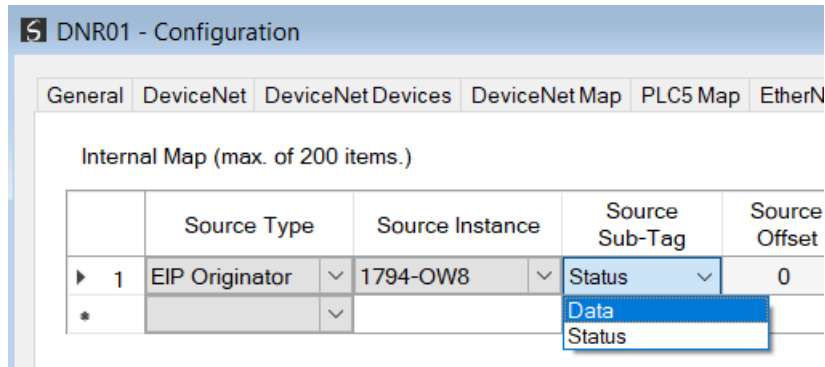 DNR01 - Configuration
General DeviceNet DeviceNet Devices DeviceNet Map PLC5 Map EtherN
Internal Map (max. of 200 items.)
Source Type Source Instance Source Sub-Tag Source Offset
1 EIP Originator 1794-OW8 Status 0
Data
Status